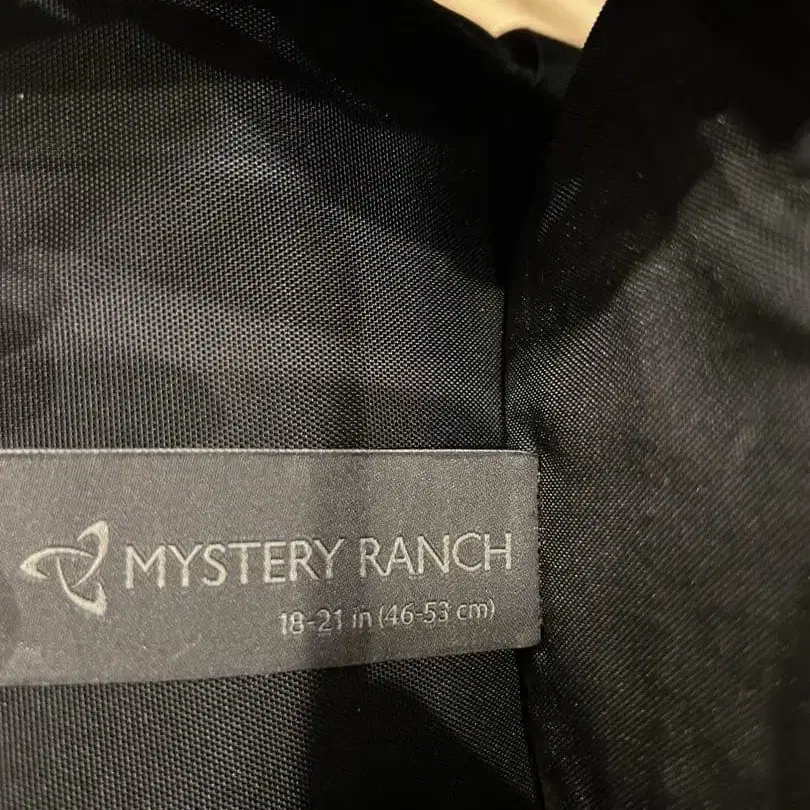 MYSTERY RANCH
18-21 in (46-53 cm)